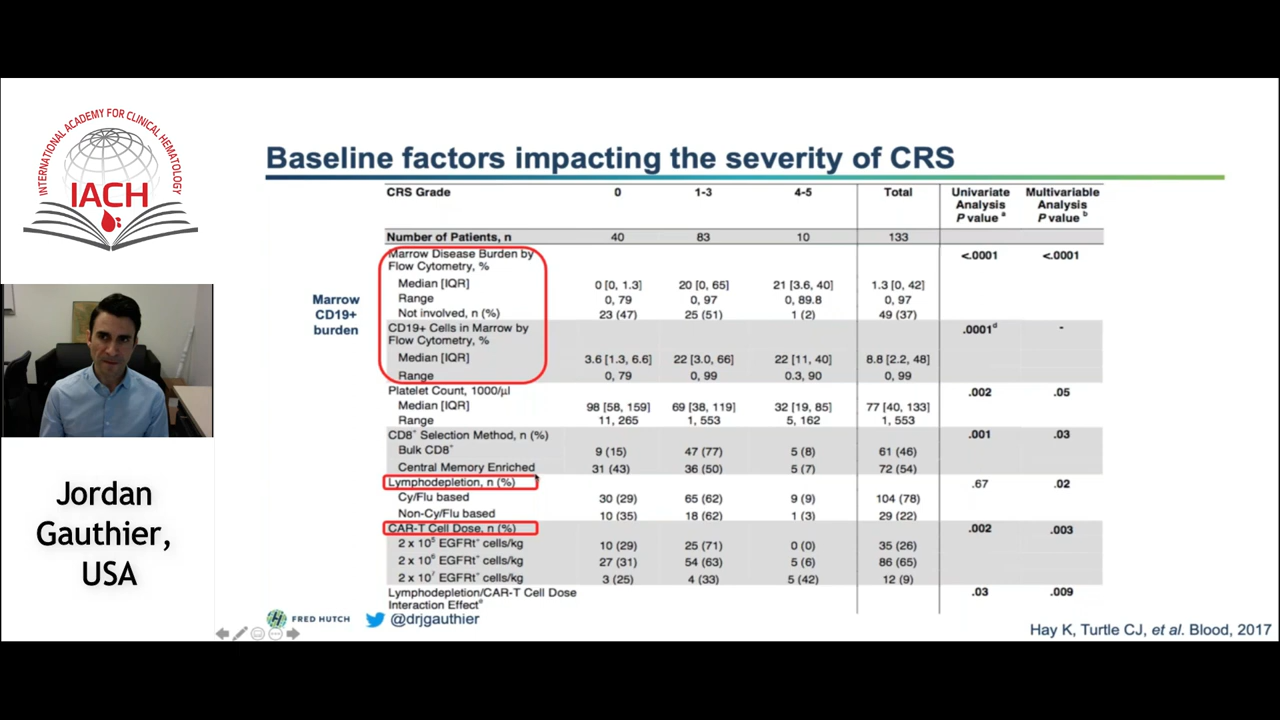 INTERNATIONAL ACADEMY FOR CLINICAL HEMATOLOGY
IACH
Jordan
Gauthier,
USA
Baseline factors impacting the severity of CRS
Marrow
CD19+
burden
CRS Grade 0 1-3 4-5 Total Univariate Analysis P value a Multivariable Analysis P value b
Number of Patients, n 40 83 10 133
Marrow Disease Burden by <.0001 <.0001
Flow Cytometry, %
Median [IQR] 0 [0, 1.3] 20 [0, 65] 21 [3.6, 40] 1.3 [0, 42]
Range 0, 79 0, 97 0, 89.8 0, 97
Not involved, n (%) 23 (47) 25 (51) 1 (2) 49 (37)
CD19+ Cells in Marrow by .0001d -
Flow Cytometry, %
Median [IQR] 3.6 [1.3, 6.6] 22 [3.0, 66] 22 [11, 40] 8.8 [2.2, 48]
Range 0, 79 0, 99 0.3, 90 0, 99
Platelet Count, 1000/µl .002 .05
Median [IQR] 98 [58, 159] 69 [38, 119] 32 [19, 85] 77 [40, 133]
Range 11, 265 1, 553 5, 162 1, 553
CD8+ Selection Method, n (%) .001 .03
Bulk CD8+ 9 (15) 47 (77) 5 (8) 61 (46)
Central Memory Enriched 31 (43) 36 (50) 5 (7) 72 (54)
Lymphodepletion, n (%) .67 .02
Cy/Flu based 30 (29) 65 (62) 9 (9) 104 (78)
Non-Cy/Flu based 10 (35) 18 (62) 1 (3) 29 (22)
CAR-T Cell Dose, n (%) .002 .003
2 x 10⁵ EGFRt+ cells/kg 10 (29) 25 (71) 0 (0) 35 (26)
2 x 10⁶ EGFRt+ cells/kg 27 (31) 54 (63) 5 (6) 86 (65)
2 x 10⁷ EGFRt+ cells/kg 3 (25) 4 (33) 5 (42) 12 (9)
Lymphodepletion/CAR-T Cell Dose .03 .009
Interaction Effecte
FRED HUTCH @drjgauthier
Hay K, Turtle CJ, et al. Blood, 2017